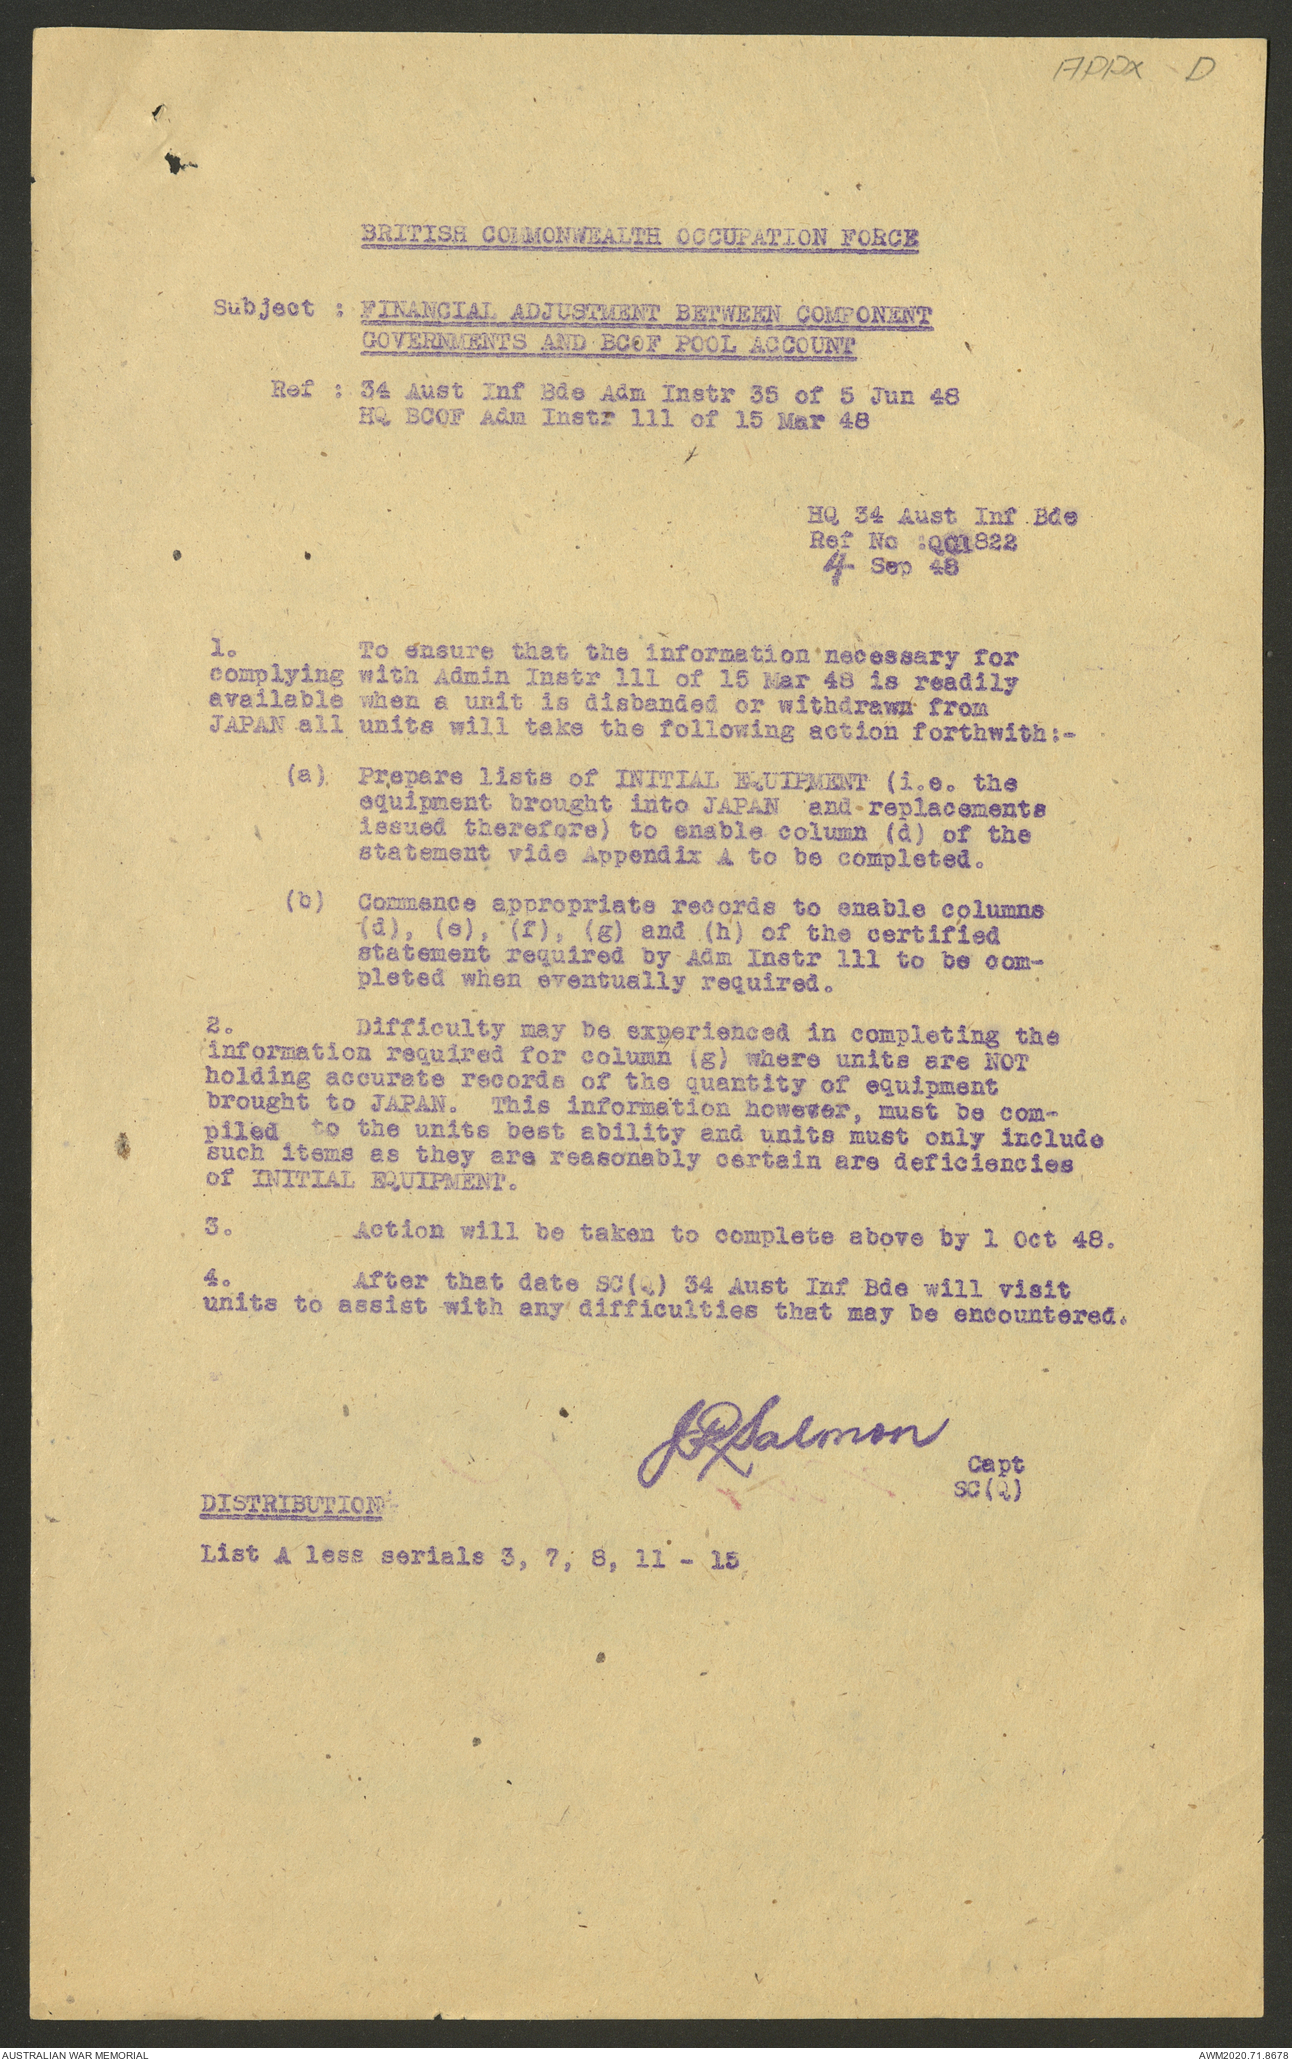 APPX D
BRITISH COMMONWEALTH OCCUPATION FORCE
Subject : FINANCIAL ADJUSTMENT BETWEEN COMPONENT
GOVERNMENTS AND BCOF POOL ACCOUNT
Ref : 34 Aust Inf Bde Adm Instr 35 of 5 Jun 48
HQ BCOF Adm Instr 111 of 15 Mar 48
HQ 34 Aust Inf Bde
Ref No :QG1822
4 Sep 48
1. To ensure that the information necessary for
complying with Admin Instr 111 of 15 Mar 48 is readily
available when a unit is disbanded or withdrawn from
JAPAN all units will take the following action forthwith:-
(a) Prepare lists of INITIAL EQUIPMENT (i.e. the
equipment brought into JAPAN and replacements
issued therefore) to enable column (d) of the
statement vide Appendix A to be completed.
(b) Commence appropriate records to enable columns
(d), (e), (f), (g) and (h) of the certified
statement required by Adm Instr 111 to be com-
pleted when eventually required.
2. Difficulty may be experienced in completing the
information required for column (g) where units are NOT
holding accurate records of the quantity of equipment
brought to JAPAN. This information however, must be com-
piled to the units best ability and units must only include
such items as they are reasonably certain are deficiencies
of INITIAL EQUIPMENT.
3. Action will be taken to complete above by 1 Oct 48.
4. After that date SC(Q) 34 Aust Inf Bde will visit
units to assist with any difficulties that may be encountered.
JPSalmon
Capt
SC(Q)
DISTRIBUTION
List A less serials 3, 7, 8, 11 - 15
AUSTRALIAN WAR MEMORIAL
AWM2020.71.8678